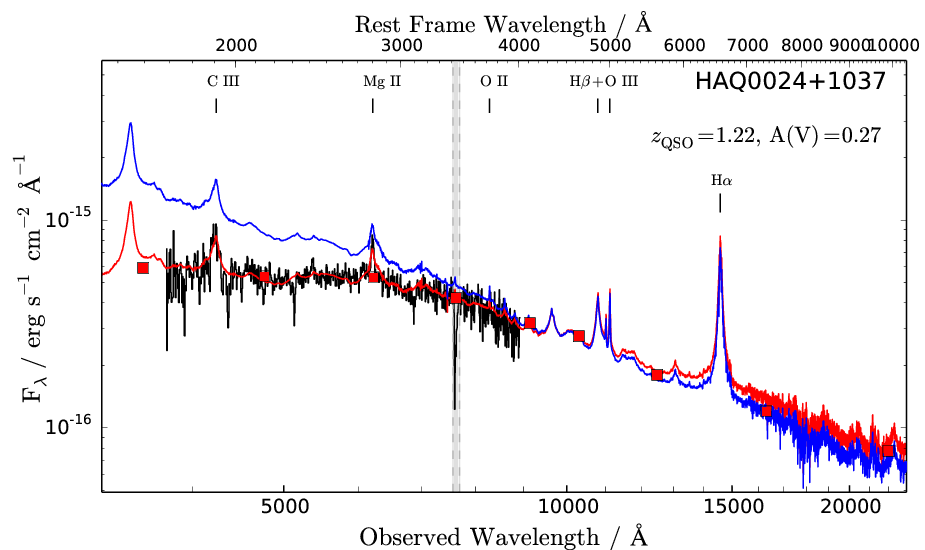 Rest Frame Wavelength / Å
2000 3000 4000 5000 6000 7000 8000 9000 10000
C III Mg II O II Hβ+O III HAQ0024+1037
z_QSO=1.22, A(V)=0.27
Hα
F_λ / erg s^−1 cm^−2 Å^−1
10^-15
10^-16
5000 10000 15000 20000
Observed Wavelength / Å